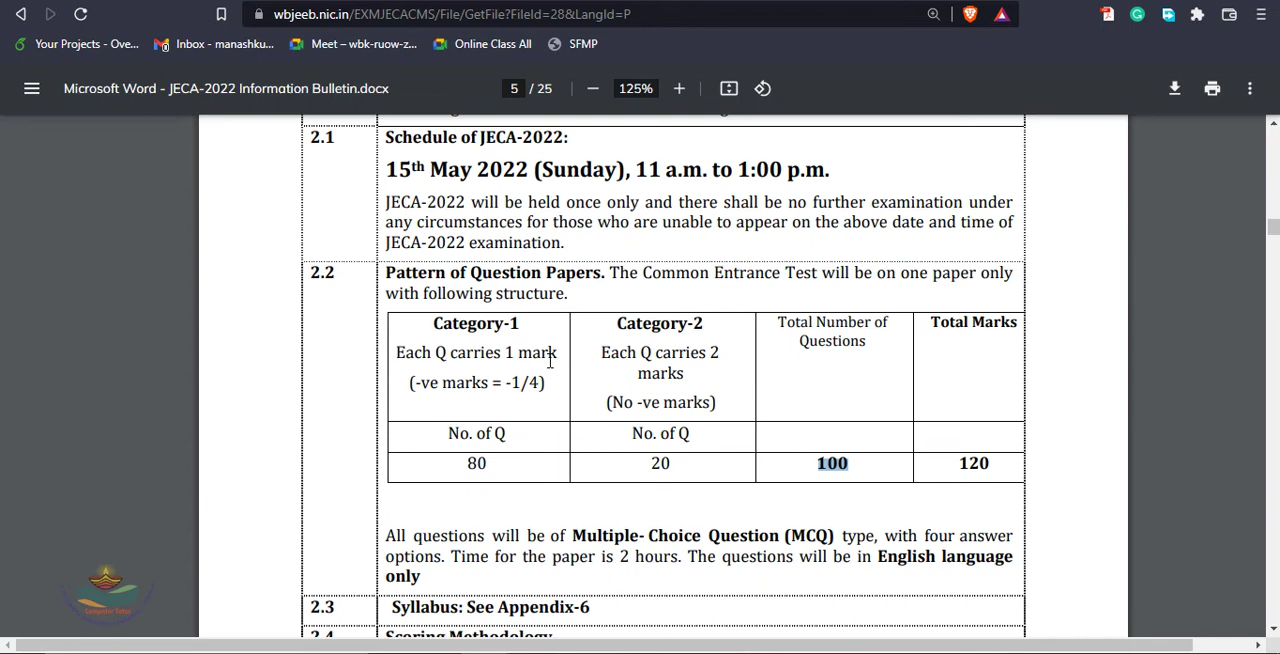 wbjeeb.nic.in/EXMJECACMS/File/GetFile?FileId=28&LangId=P
Your Projects - Ove...
Inbox - manashku...
Meet – wbk-ruow-z...
Online Class All
SFMP
Microsoft Word - JECA-2022 Information Bulletin.docx
5 / 25
125%
2.1
Schedule of JECA-2022:
15th May 2022 (Sunday), 11 a.m. to 1:00 p.m.
JECA-2022 will be held once only and there shall be no further examination under
any circumstances for those who are unable to appear on the above date and time of
JECA-2022 examination.
2.2
Pattern of Question Papers. The Common Entrance Test will be on one paper only
with following structure.
Category-1
Each Q carries 1 mark
(-ve marks = -1/4)
Category-2
Each Q carries 2
marks
(No -ve marks)
Total Number of
Questions
Total Marks
No. of Q
No. of Q
80
20
100
120
All questions will be of Multiple- Choice Question (MCQ) type, with four answer
options. Time for the paper is 2 hours. The questions will be in English language
only
2.3
Syllabus: See Appendix-6
2.4
Scoring Methodology